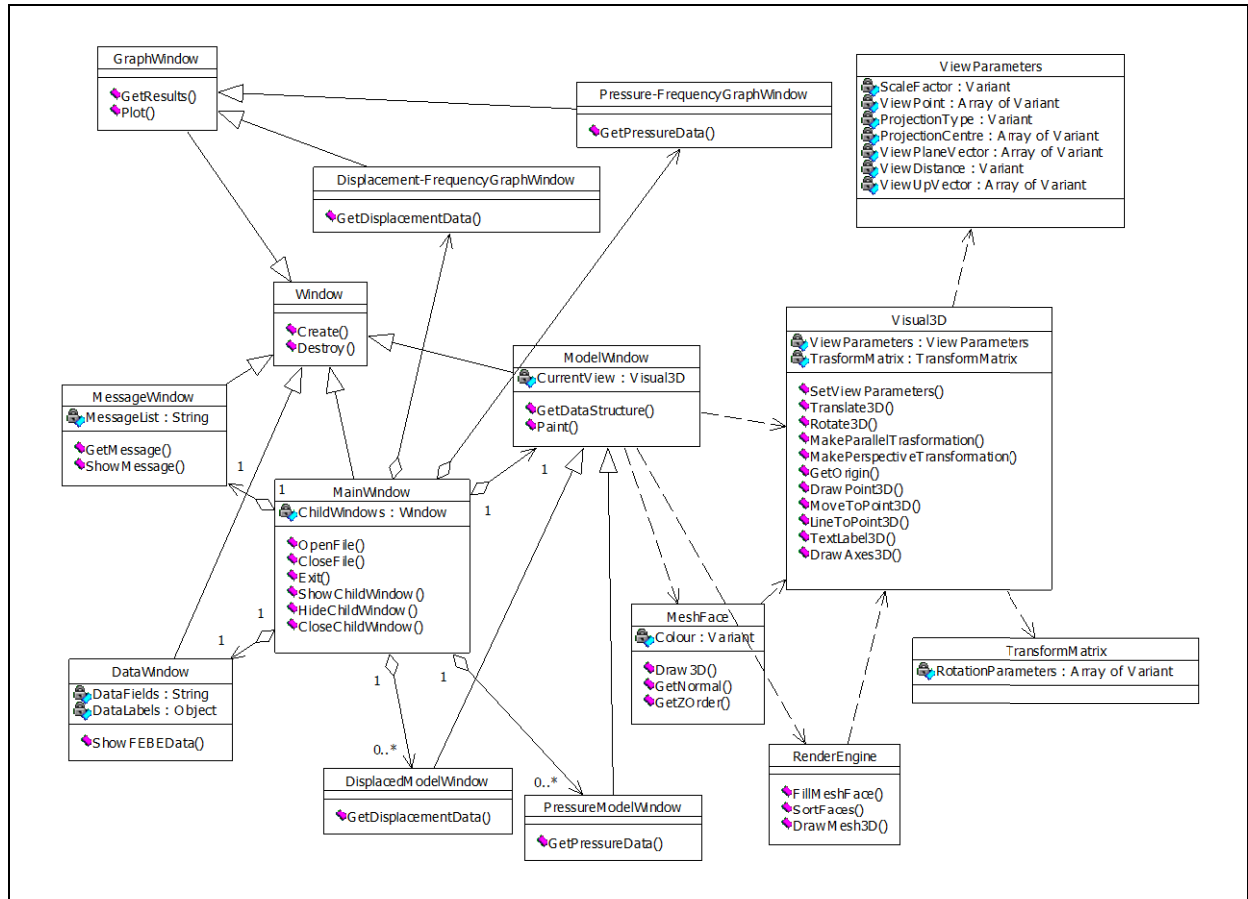 GraphWindow
GetResults()
Plot()
Pressure-FrequencyGraphWindow
GetPressureData()
ViewParameters
ScaleFactor : Variant
ViewPoint : Array of Variant
ProjectionType : Variant
ProjectionCentre : Array of Variant
ViewPlaneVector : Array of Variant
ViewDistance : Variant
ViewUpVector : Array of Variant
Displacement-FrequencyGraphWindow
GetDisplacementData()
Window
Create()
Destroy()
Visual3D
ViewParameters : ViewParameters
TrasformMatrix : TransformMatrix
SetViewParameters()
Translate3D()
Rotate3D()
MakeParallelTrasformation()
MakePerspectiveTransformation()
GetOrigin()
DrawPoint3D()
MoveToPoint3D()
LineToPoint3D()
TextLabel3D()
DrawAxes3D()
ModelWindow
CurrentView : Visual3D
GetDataStructure()
Paint()
MessageWindow
MessageList : String
GetMessage()
ShowMessage()
1
1
1
1
MainWindow
ChildWindows : Window
OpenFile()
CloseFile()
Exit()
ShowChildWindow()
HideChildWindow()
CloseChildWindow()
1
1
1
1
MeshFace
Colour : Variant
Draw3D()
GetNormal()
GetZOrder()
TransformMatrix
RotationParameters : Array of Variant
DataWindow
DataFields : String
DataLabels : Object
ShowFEBEData()
0..*
0..*
DisplacedModelWindow
GetDisplacementData()
PressureModelWindow
GetPressureData()
RenderEngine
FillMeshFace()
SortFaces()
DrawMesh3D()